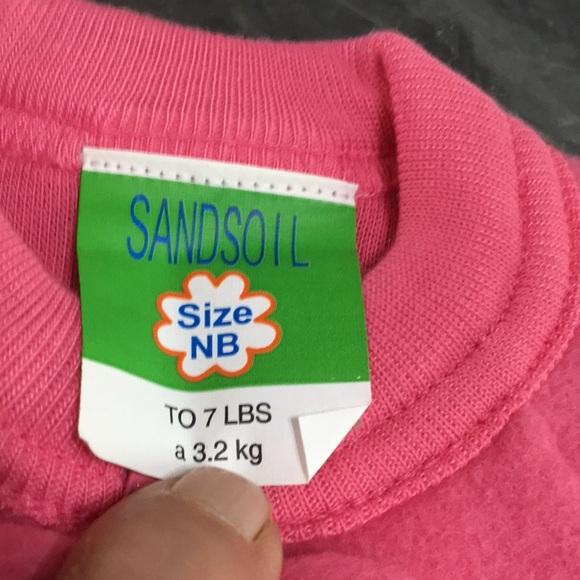 SANDSOIL
Size
NB
TO 7 LBS
a 3.2 kg